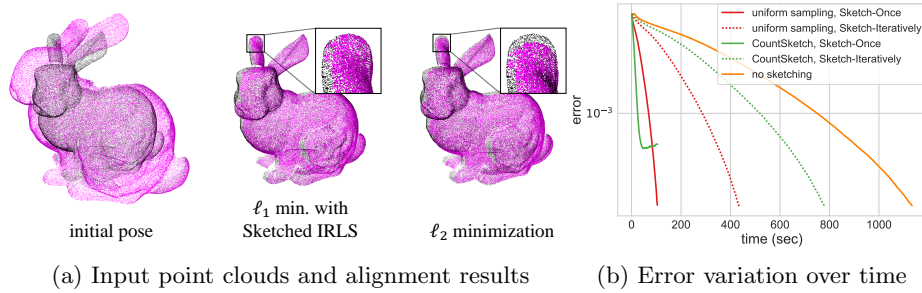 initial pose
ℓ₁ min. with
Sketched IRLS
ℓ₂ minimization
(a) Input point clouds and alignment results
uniform sampling, Sketch-Once
uniform sampling, Sketch-Iteratively
CountSketch, Sketch-Once
CountSketch, Sketch-Iteratively
no sketching
error
10⁻³
0 200 400 600 800 1000
time (sec)
(b) Error variation over time